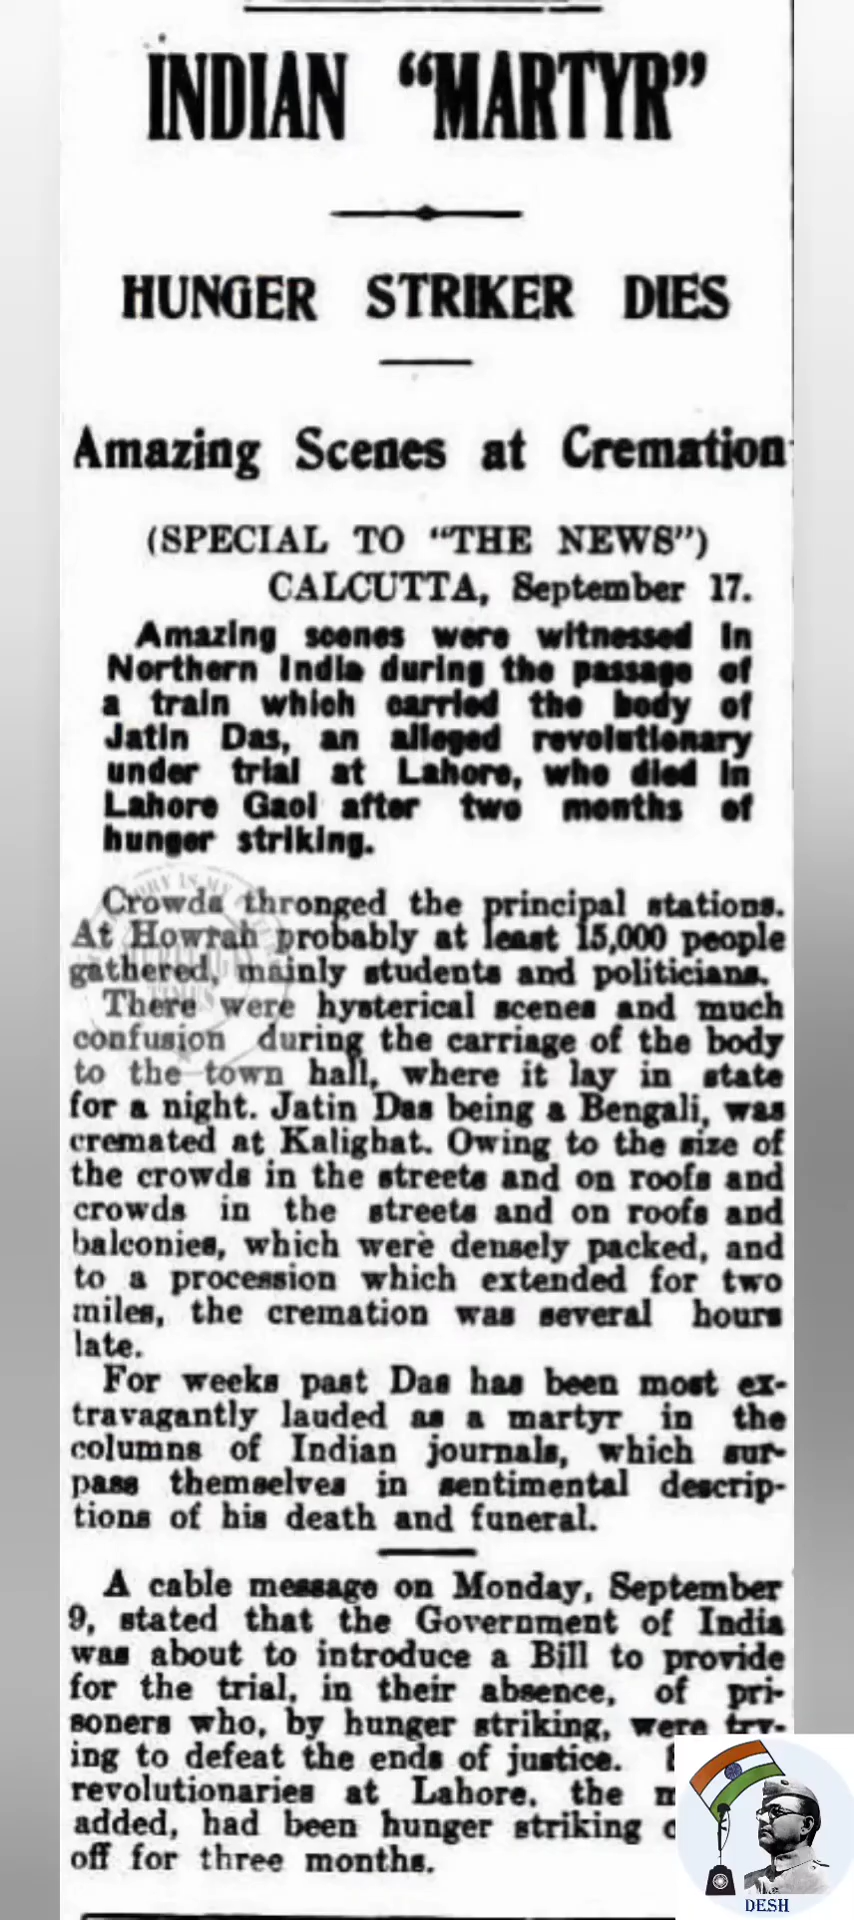 INDIAN “MARTYR”
HUNGER STRIKER DIES
Amazing Scenes at Cremation
(SPECIAL TO “THE NEWS”)
CALCUTTA, September 17.
Amazing scenes were witnessed in
Northern India during the passage of
a train which carried the body of
Jatin Das, an alleged revolutionary
under trial at Lahore, who died in
Lahore Gaol after two months of
hunger striking.
Crowds thronged the principal stations.
At Howrah probably at least 15,000 people
gathered, mainly students and politicians.
There were hysterical scenes and much
confusion during the carriage of the body
to the town hall, where it lay in state
for a night. Jatin Das being a Bengali, was
cremated at Kalighat. Owing to the size of
the crowds in the streets and on roofs and
crowds in the streets and on roofs and
balconies, which were densely packed, and
to a procession which extended for two
miles, the cremation was several hours
late.
For weeks past Das has been most ex-
travagantly lauded as a martyr in the
columns of Indian journals, which sur-
pass themselves in sentimental descrip-
tions of his death and funeral.
A cable message on Monday, September
9, stated that the Government of India
was about to introduce a Bill to provide
for the trial, in their absence, of pri-
soners who, by hunger striking, were try-
ing to defeat the ends of justice.
revolutionaries at Lahore, the
added, had been hunger striking
off for three months.
DESH